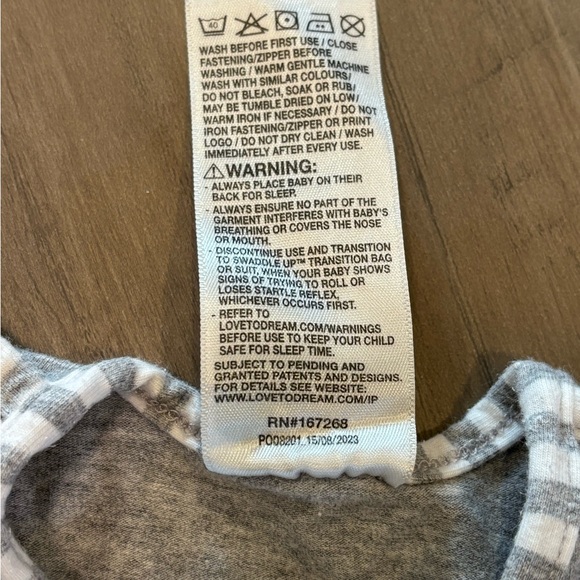 40
WASH BEFORE FIRST USE / CLOSE
FASTENING/ZIPPER BEFORE
WASHING / WARM GENTLE MACHINE
WASH WITH SIMILAR COLOURS/
DO NOT BLEACH, SOAK OR RUB/
MAY BE TUMBLE DRIED ON LOW/
WARM IRON IF NECESSARY / DO NOT
IRON FASTENING/ZIPPER OR PRINT
LOGO / DO NOT DRY CLEAN / WASH
IMMEDIATELY AFTER EVERY USE.
⚠WARNING:
- ALWAYS PLACE BABY ON THEIR
BACK FOR SLEEP.
- ALWAYS ENSURE NO PART OF THE
GARMENT INTERFERES WITH BABY'S
BREATHING OR COVERS THE NOSE
OR MOUTH.
- DISCONTINUE USE AND TRANSITION
TO SWADDLE UP™ TRANSITION BAG
OR SUIT, WHEN YOUR BABY SHOWS
SIGNS OF TRYING TO ROLL OR
LOSES STARTLE REFLEX,
WHICHEVER OCCURS FIRST.
- REFER TO
LOVETODREAM.COM/WARNINGS
BEFORE USE TO KEEP YOUR CHILD
SAFE FOR SLEEP TIME.
SUBJECT TO PENDING AND
GRANTED PATENTS AND DESIGNS.
FOR DETAILS SEE WEBSITE.
WWW.LOVETODREAM.COM/IP
RN#167268
PO08201, 15/08/2023